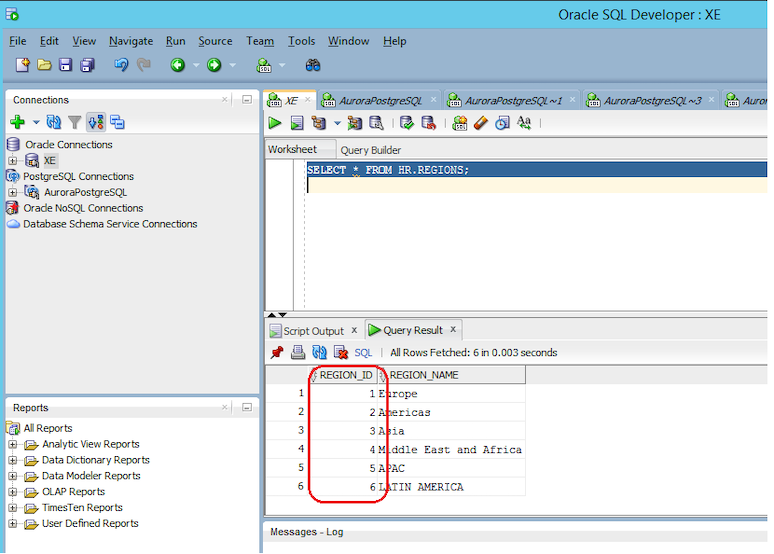 Oracle SQL Developer : XE
File Edit View Navigate Run Source Team Tools Window Help
SQL
Connections
Oracle Connections
XE
PostgreSQL Connections
AuroraPostgreSQL
Oracle NoSQL Connections
Database Schema Service Connections
Reports
All Reports
Analytic View Reports
Data Dictionary Reports
Data Modeler Reports
OLAP Reports
TimesTen Reports
User Defined Reports
XE AuroraPostgreSQL AuroraPostgreSQL~1 AuroraPostgreSQL~3 Auror
Aa
Worksheet Query Builder
SELECT * FROM HR.REGIONS;
Script Output x Query Result x
SQL | All Rows Fetched: 6 in 0.003 seconds
REGION_ID REGION_NAME
1 1 Europe
2 2 Americas
3 3 Asia
4 4 Middle East and Africa
5 5 APAC
6 6 LATIN AMERICA
Messages - Log